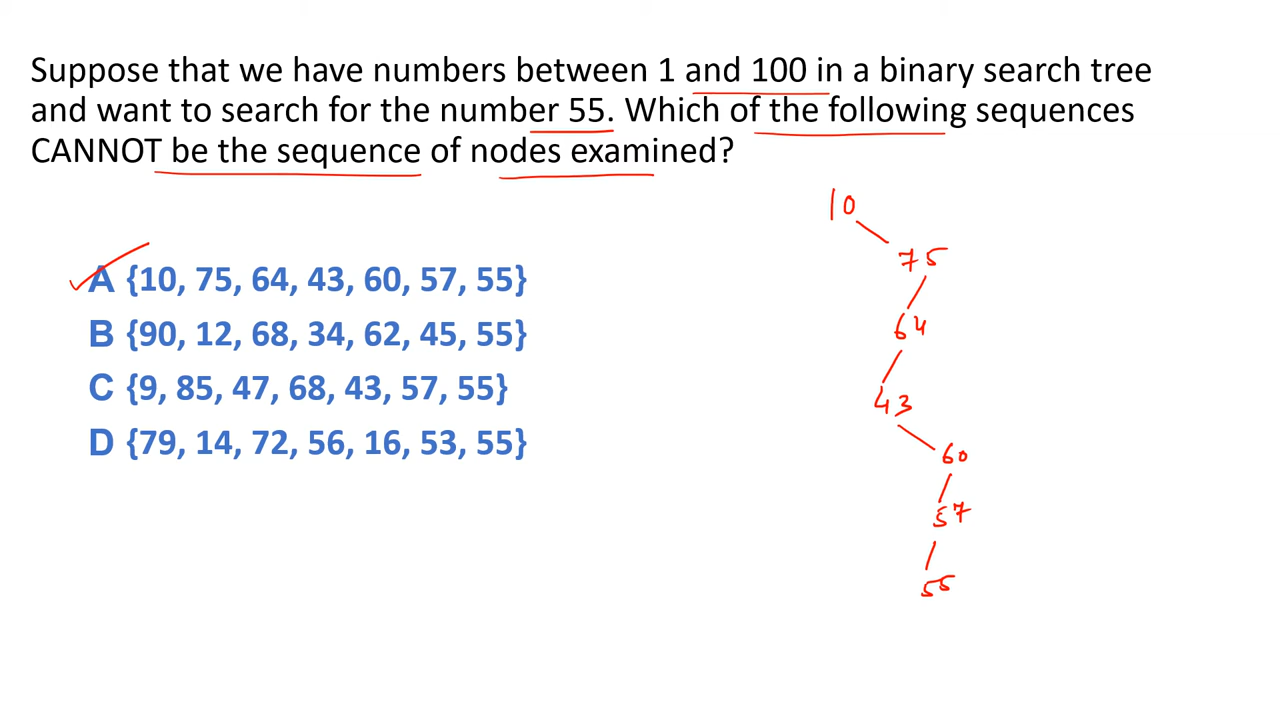 Suppose that we have numbers between 1 and 100 in a binary search tree
and want to search for the number 55. Which of the following sequences
CANNOT be the sequence of nodes examined?
A {10, 75, 64, 43, 60, 57, 55}
B {90, 12, 68, 34, 62, 45, 55}
C {9, 85, 47, 68, 43, 57, 55}
D {79, 14, 72, 56, 16, 53, 55}
10
75
64
43
60
57
55